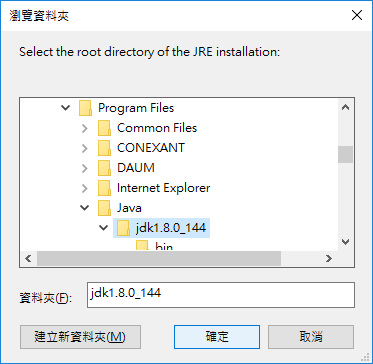 瀏覽資料夾
Select the root directory of the JRE installation:
Program Files
Common Files
CONEXANT
DAUM
Internet Explorer
Java
jdk1.8.0_144
bin
資料夾(F):
jdk1.8.0_144
建立新資料夾(M)
確定
取消